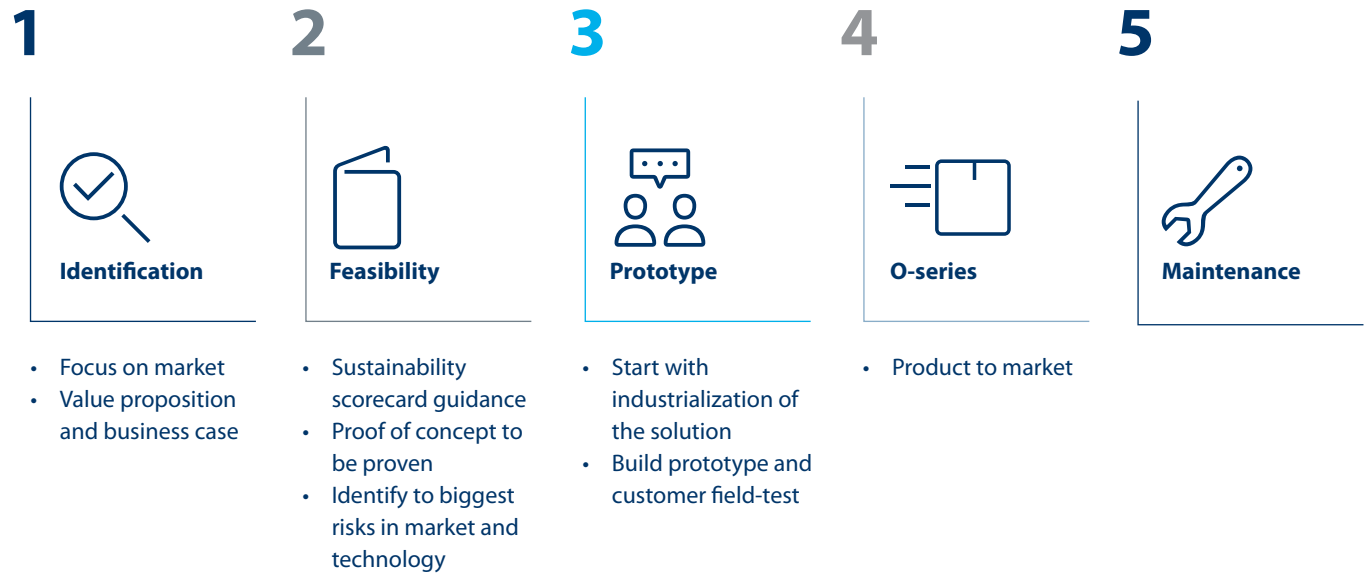 1
Identification
• Focus on market
• Value proposition
and business case
2
Feasibility
• Sustainability
scorecard guidance
• Proof of concept to
be proven
• Identify to biggest
risks in market and
technology
3
Prototype
• Start with
industrialization of
the solution
• Build prototype and
customer field-test
4
O-series
• Product to market
5
Maintenance